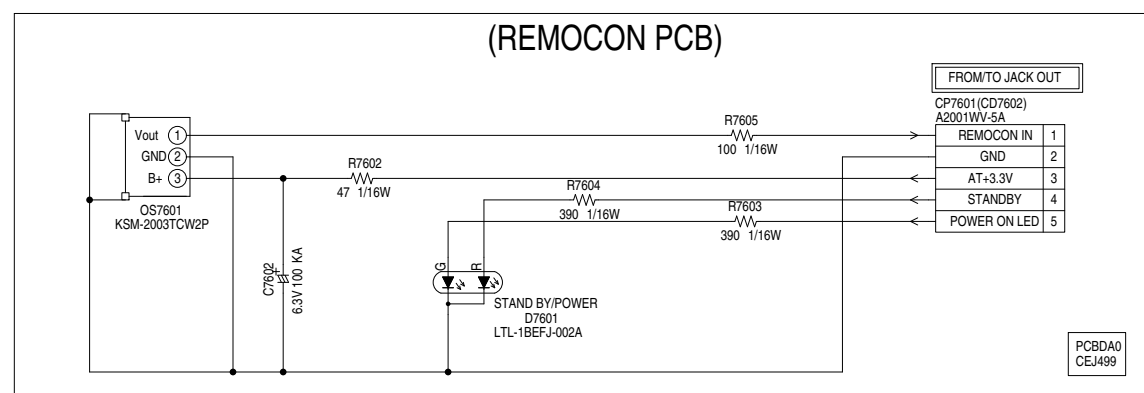 (REMOCON PCB)
FROM/TO JACK OUT
CP7601(CD7602)
A2001WV-5A
REMOCON IN 1
GND 2
AT+3.3V 3
STANDBY 4
POWER ON LED 5
Vout 1
GND 2
B+ 3
OS7601
KSM-2003TCW2P
R7605
100 1/16W
R7602
47 1/16W
R7604
390 1/16W
R7603
390 1/16W
C7602
6.3V 100 KA
+
G
R
STAND BY/POWER
D7601
LTL-1BEFJ-002A
PCBDA0
CEJ499